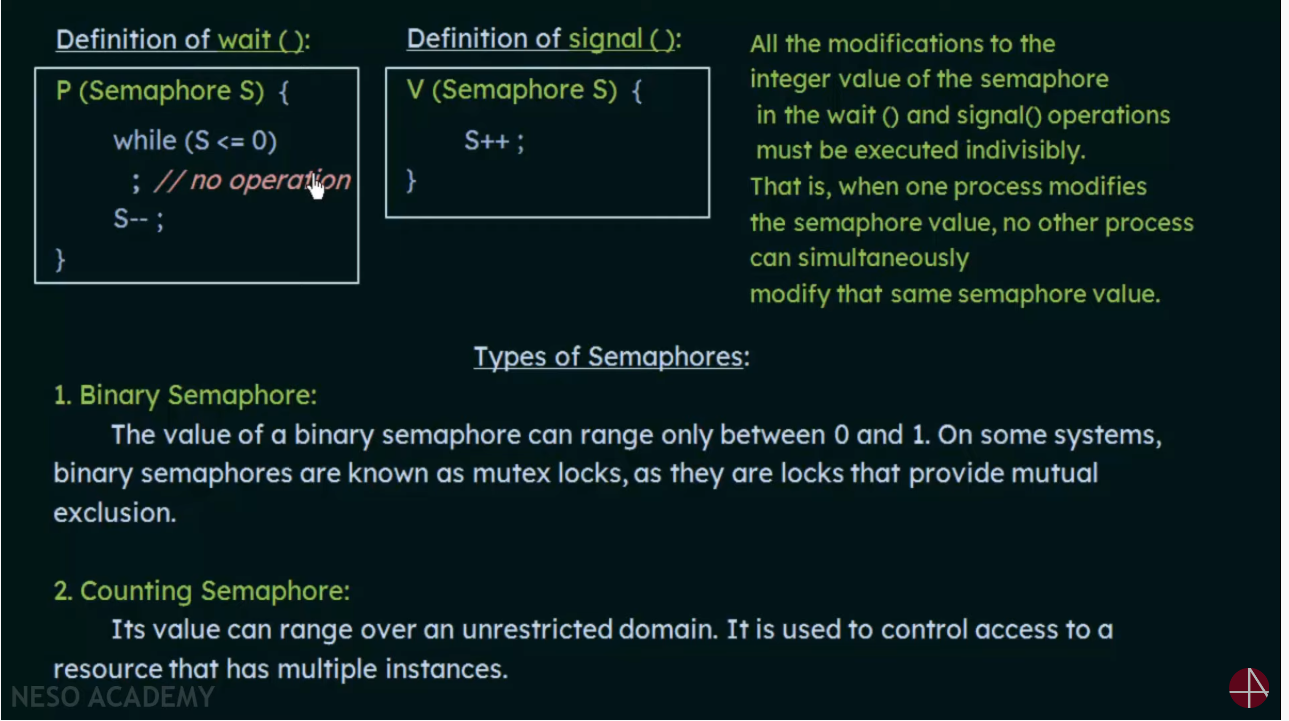 Definition of wait ( ):
P (Semaphore S) {
while (S <= 0)
; // no operation
S-- ;
}
Definition of signal ( ):
V (Semaphore S) {
S++ ;
}
All the modifications to the
integer value of the semaphore
in the wait () and signal() operations
must be executed indivisibly.
That is, when one process modifies
the semaphore value, no other process
can simultaneously
modify that same semaphore value.
Types of Semaphores:
1. Binary Semaphore:
The value of a binary semaphore can range only between 0 and 1. On some systems,
binary semaphores are known as mutex locks, as they are locks that provide mutual
exclusion.
2. Counting Semaphore:
Its value can range over an unrestricted domain. It is used to control access to a
resource that has multiple instances.
NESO ACADEMY